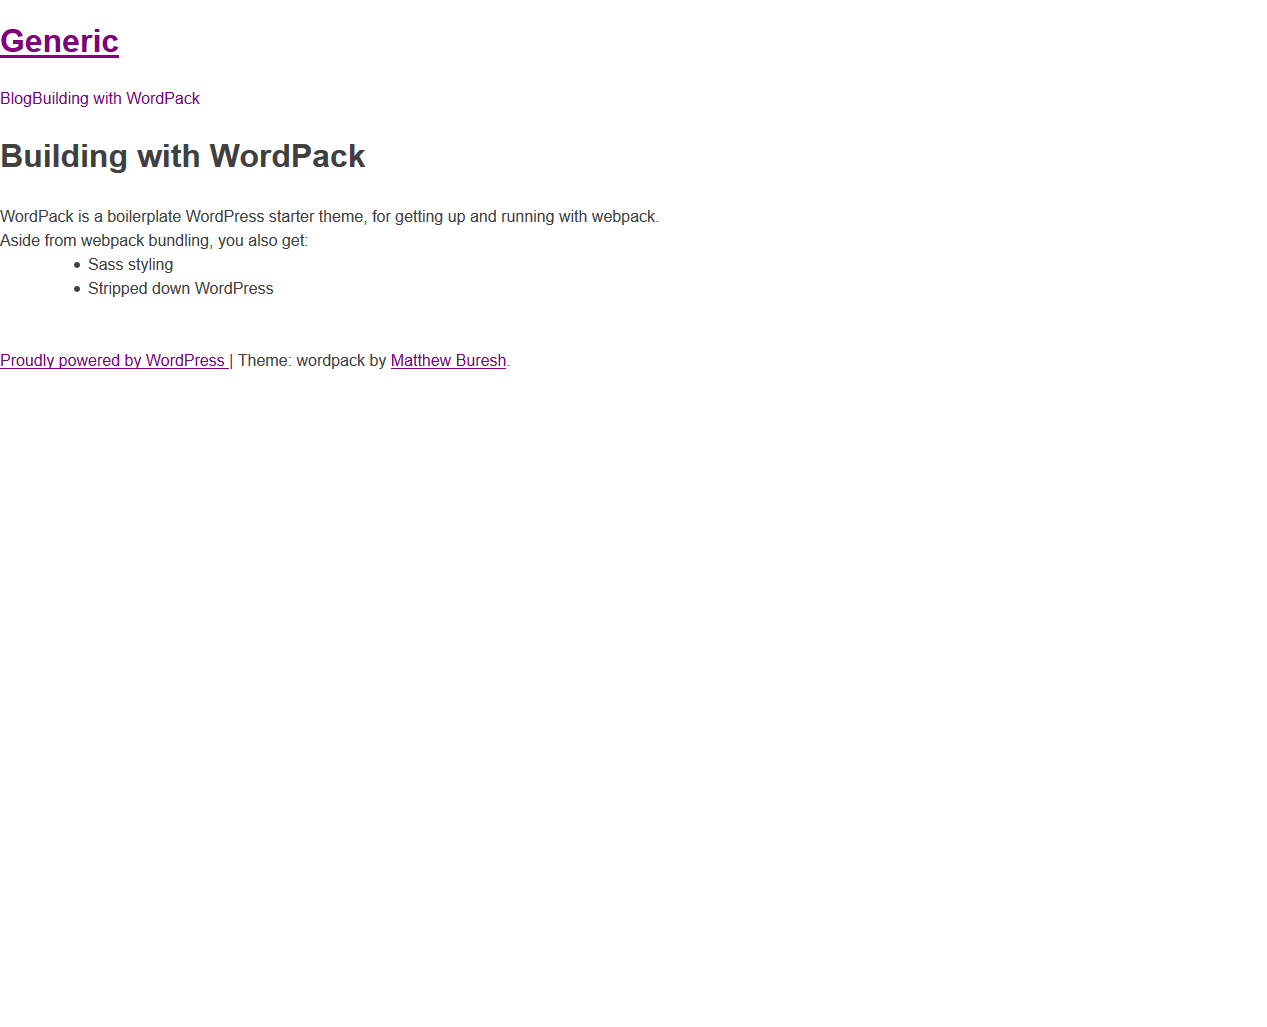 Generic
BlogBuilding with WordPack
Building with WordPack
WordPack is a boilerplate WordPress starter theme, for getting up and running with webpack.
Aside from webpack bundling, you also get:
• Sass styling
• Stripped down WordPress
Proudly powered by WordPress | Theme: wordpack by Matthew Buresh.